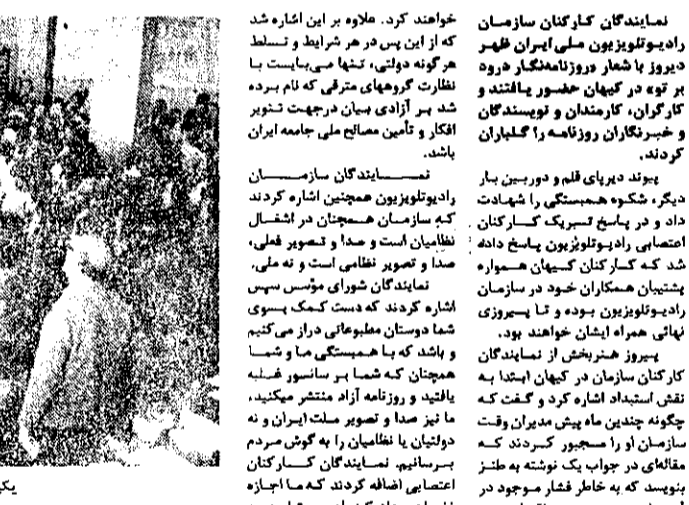 نمایندگان کارکنان سازمان
رادیوتلویزیون ملی ایران ظهر
دیروز با شعار «روزنامه‌نگار درود
بر تو» در کیهان حضور یافتند و
کارگران، کارمندان و نویسندگان
و خبرنگاران روزنامه را گلباران
کردند.
پیوند دیرپای قلم و دوربین بار
دیگر، شکوه همبستگی را شهادت
داد و در پاسخ تبریک کارکنان
اعتصابی رادیوتلویزیون پاسخ داده
شد که کارکنان کیهان همواره
پشتیبان همکاران خود در سازمان
رادیوتلویزیون بوده و تا پیروزی
نهائی همراه ایشان خواهند بود.
پیروز هنربخش از نمایندگان
کارکنان سازمان در کیهان ابتدا به
نقش استبداد اشاره کرد و گفت که
چگونه چندین ماه پیش مدیران وقت
سازمان او را مجبور کردند که
مقاله‌ای در جواب یک نوشته به طنز
بنویسد که به خاطر فشار موجود در
خواهند کرد. علاوه بر این اشاره شد
که از این پس در هر شرایط و تسلط
هر گونه دولتی، تنها می‌بایست با
نظارت گروههای مترقی که نام برده
شد بر آزادی بیان درجهت تنویر
افکار و تأمین مصالح ملی جامعه ایران
باشد.
نمایندگان سازمان
رادیوتلویزیون همچنین اشاره کردند
که سازمان همچنان در اشغال
نظامیان است و صدا و تصویر فعلی،
صدا و تصویر نظامی است و نه ملی.
نمایندگان شورای مؤسس سپس
اشاره کردند که دست کمک بسوی
شما دوستان مطبوعاتی دراز می‌کنیم
و باشد که با همبستگی ما و شما
همچنان که شما بر سانسور غلبه
یافتید و روزنامه آزاد منتشر میکنید،
ما نیز صدا و تصویر ملت ایران و نه
دولتیان یا نظامیان را به گوش مردم
برسانیم. نمایندگان کارکنان
اعتصابی اضافه کردند که ما اجازه